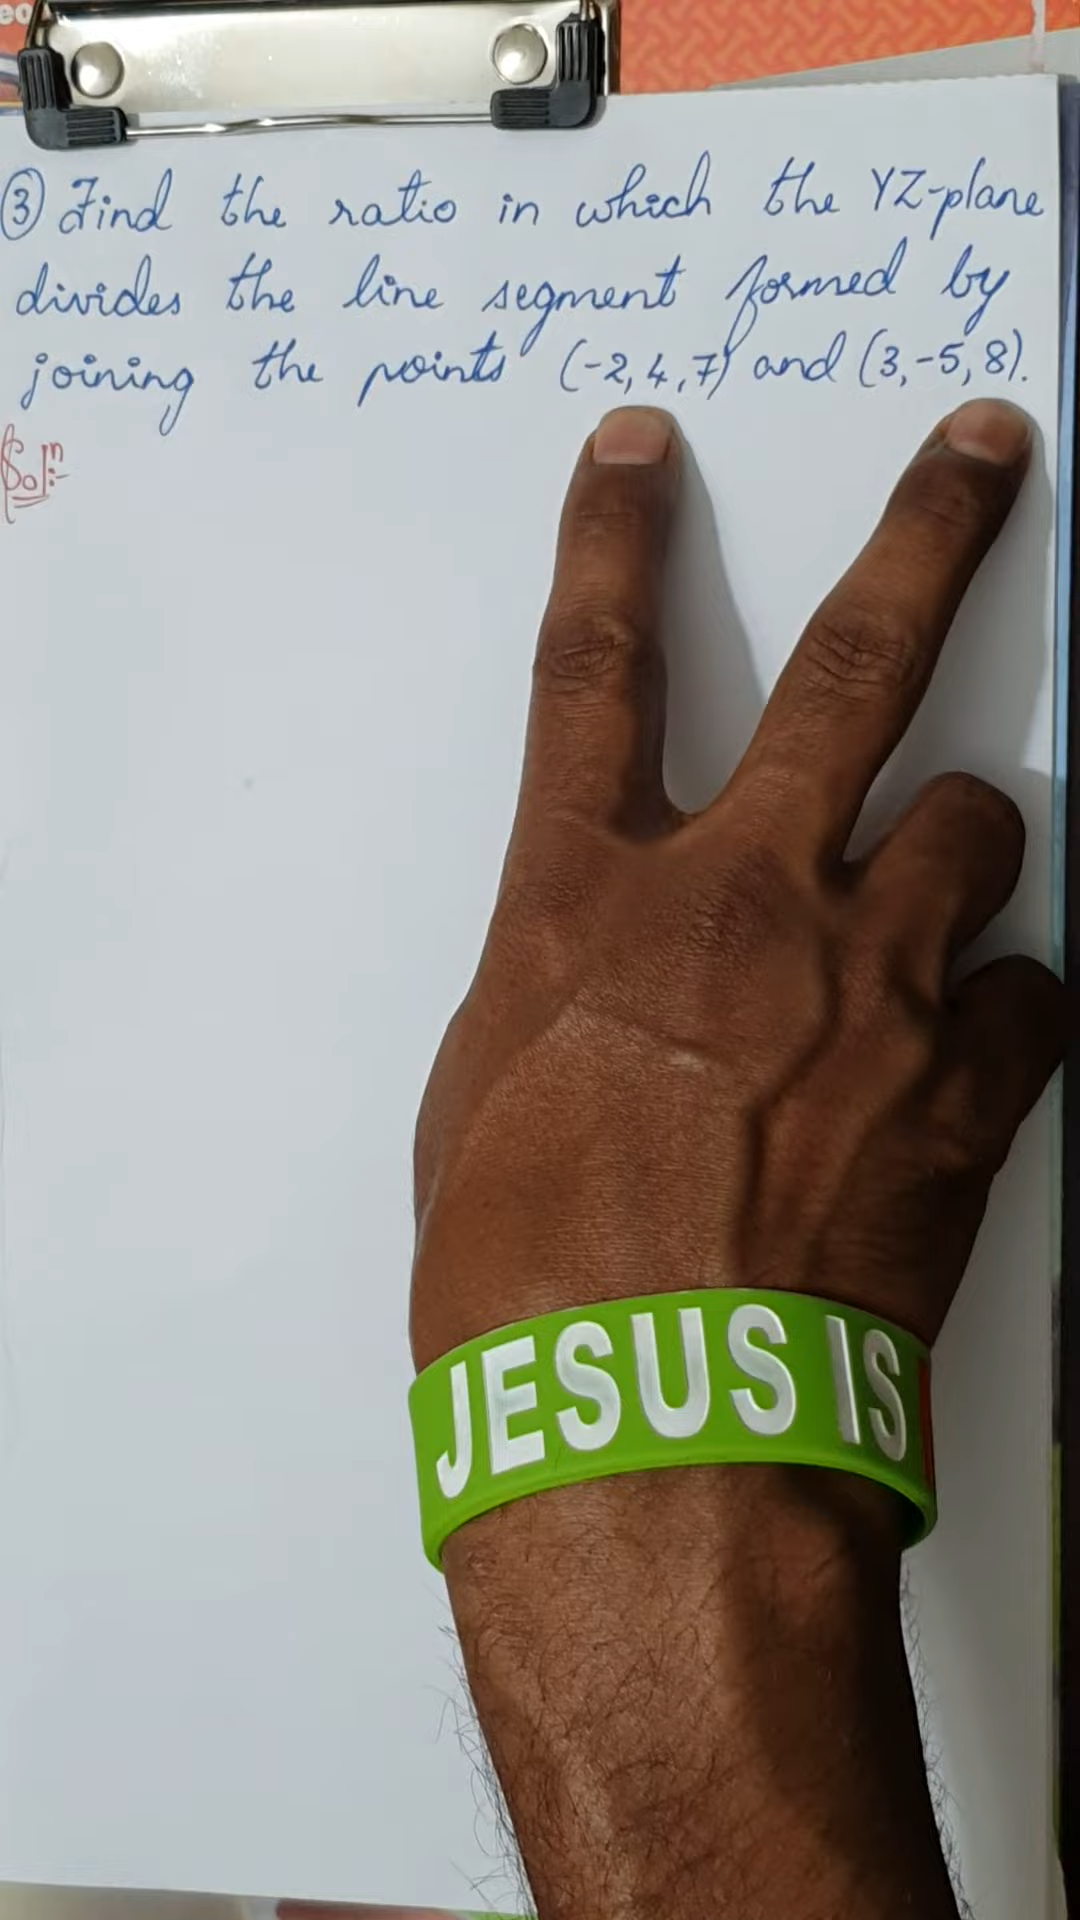 ③ Find the ratio in which the YZ-plane
divides the line segment formed by
joining the points (-2,4,7) and (3,-5,8).
Solⁿ:-
JESUS IS